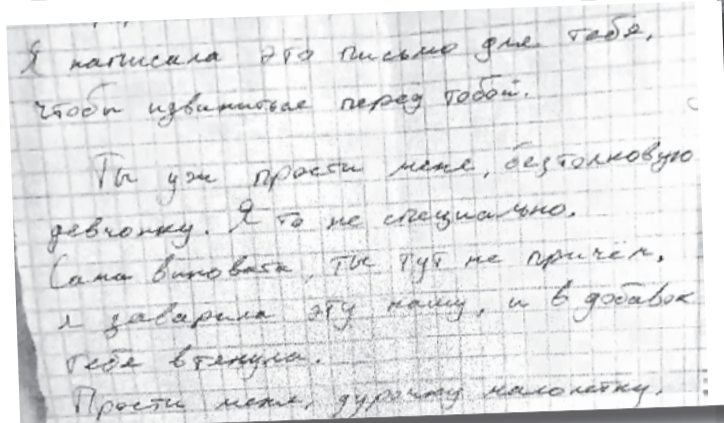 Я написала это письмо для тебя,
чтобы извиниться перед тобой.
Ты уж прости меня, безтолковую
девчонку. Я то не специально.
Сама виновата, ты тут не причём,
я заварила эту кашу, и в добавок
тебя втянула.
Прости меня, дурочку малолетку.